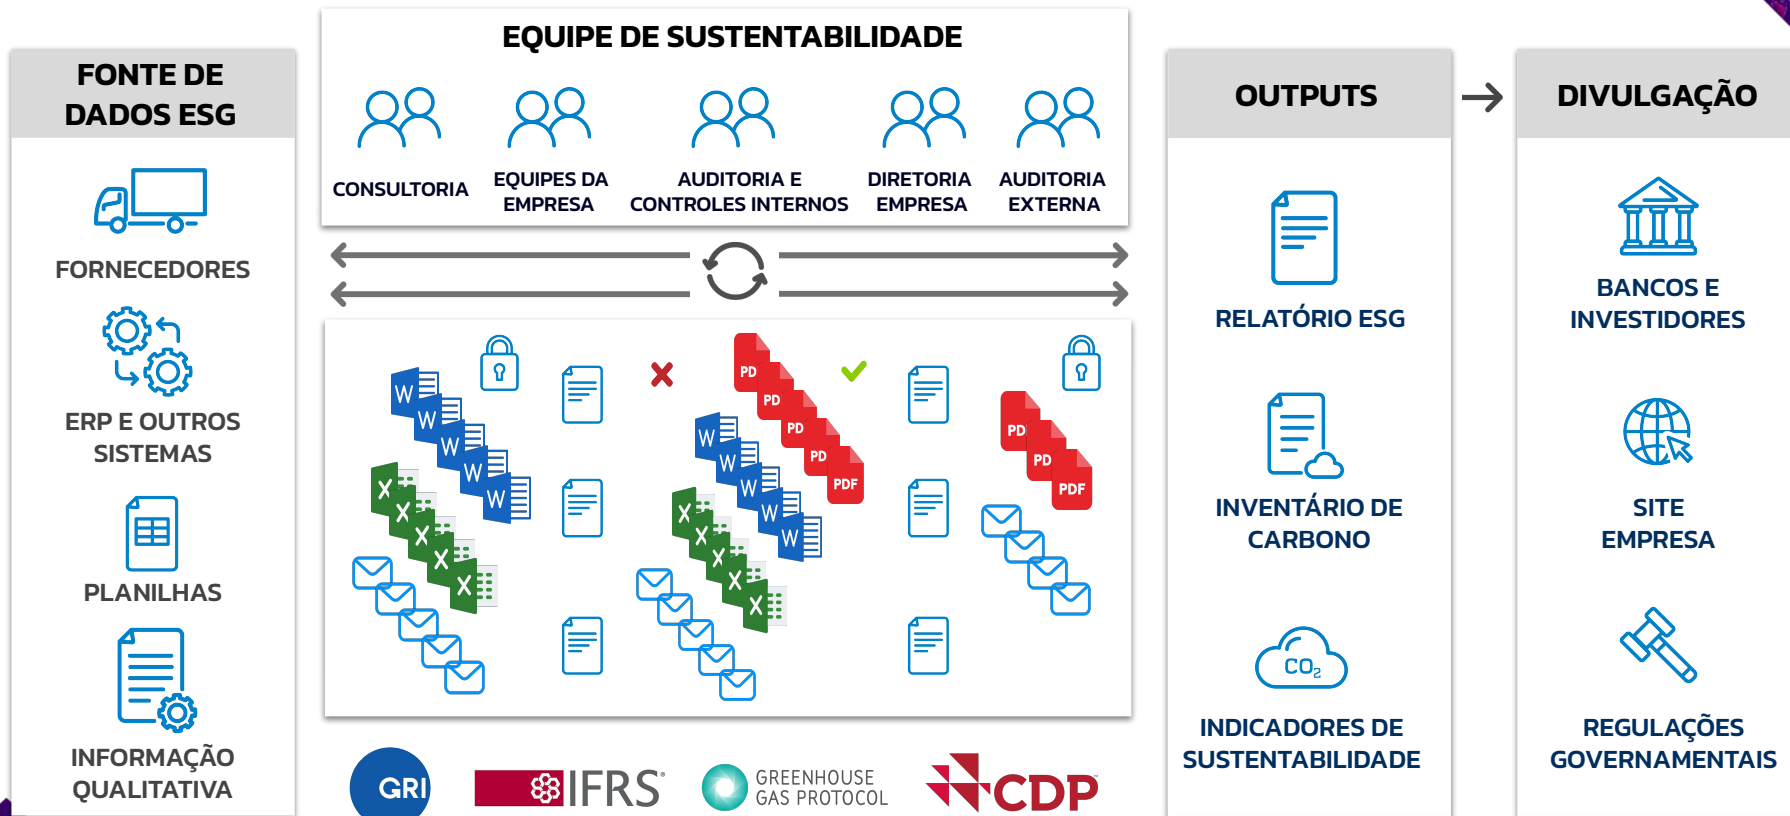 FONTE DE
DADOS ESG
FORNECEDORES
ERP E OUTROS
SISTEMAS
PLANILHAS
INFORMAÇÃO
QUALITATIVA
EQUIPE DE SUSTENTABILIDADE
CONSULTORIA
EQUIPES DA
EMPRESA
AUDITORIA E
CONTROLES INTERNOS
DIRETORIA
EMPRESA
AUDITORIA
EXTERNA
W
W
W
W
W
X
X
X
X
X
PD
PD
PD
PD
PDF
W
W
W
W
W
X
X
X
X
X
PD
PD
PDF
GRI
IFRS®
GREENHOUSE
GAS PROTOCOL
CDP
OUTPUTS
RELATÓRIO ESG
INVENTÁRIO DE
CARBONO
CO₂
INDICADORES DE
SUSTENTABILIDADE
DIVULGAÇÃO
BANCOS E
INVESTIDORES
SITE
EMPRESA
REGULAÇÕES
GOVERNAMENTAIS